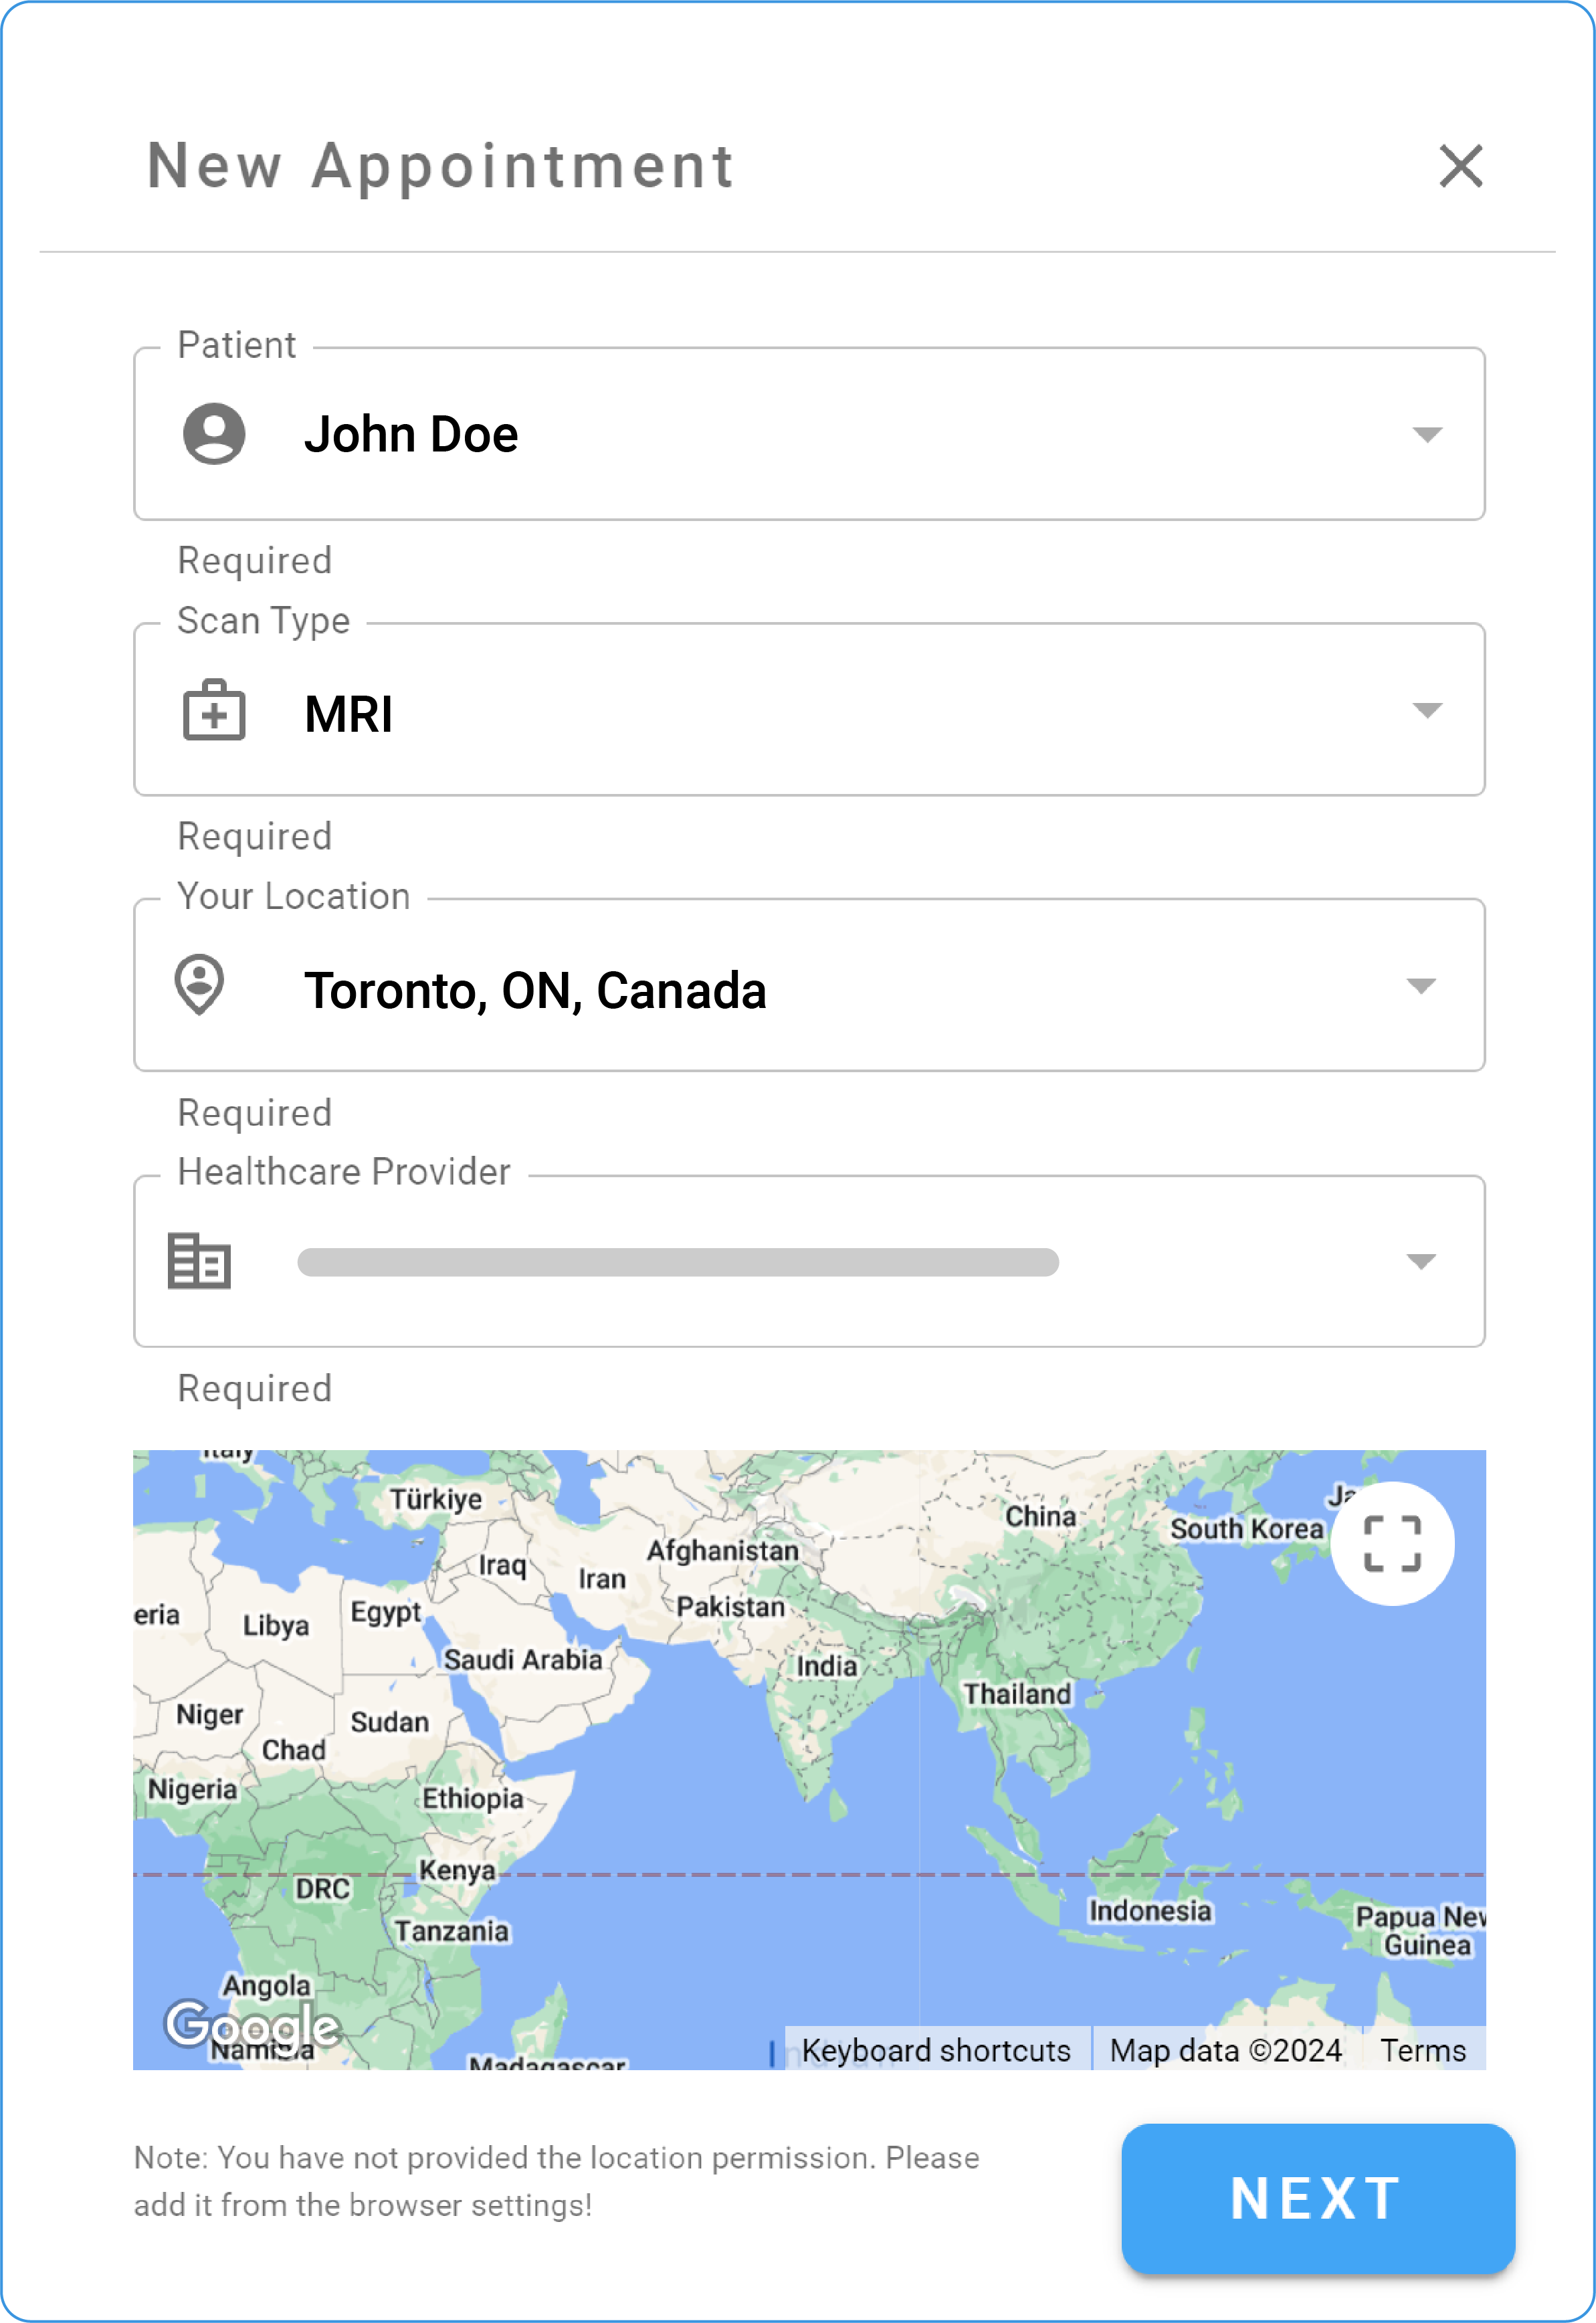 New Appointment
Patient
John Doe
Required
Scan Type
MRI
Required
Your Location
Toronto, ON, Canada
Required
Healthcare Provider
Required
Italy
Türkiye
China
South Korea
Afghanistan
Iraq
Iran
Pakistan
eria
Libya
Egypt
Saudi Arabia
India
Thailand
Niger
Sudan
Chad
Nigeria
Ethiopia
Kenya
DRC
Indonesia
Tanzania
Papua New
Guinea
Angola
Google
Namibia
Madagascar
Keyboard shortcuts
Map data ©2024
Terms
Note: You have not provided the location permission. Please
add it from the browser settings!
NEXT